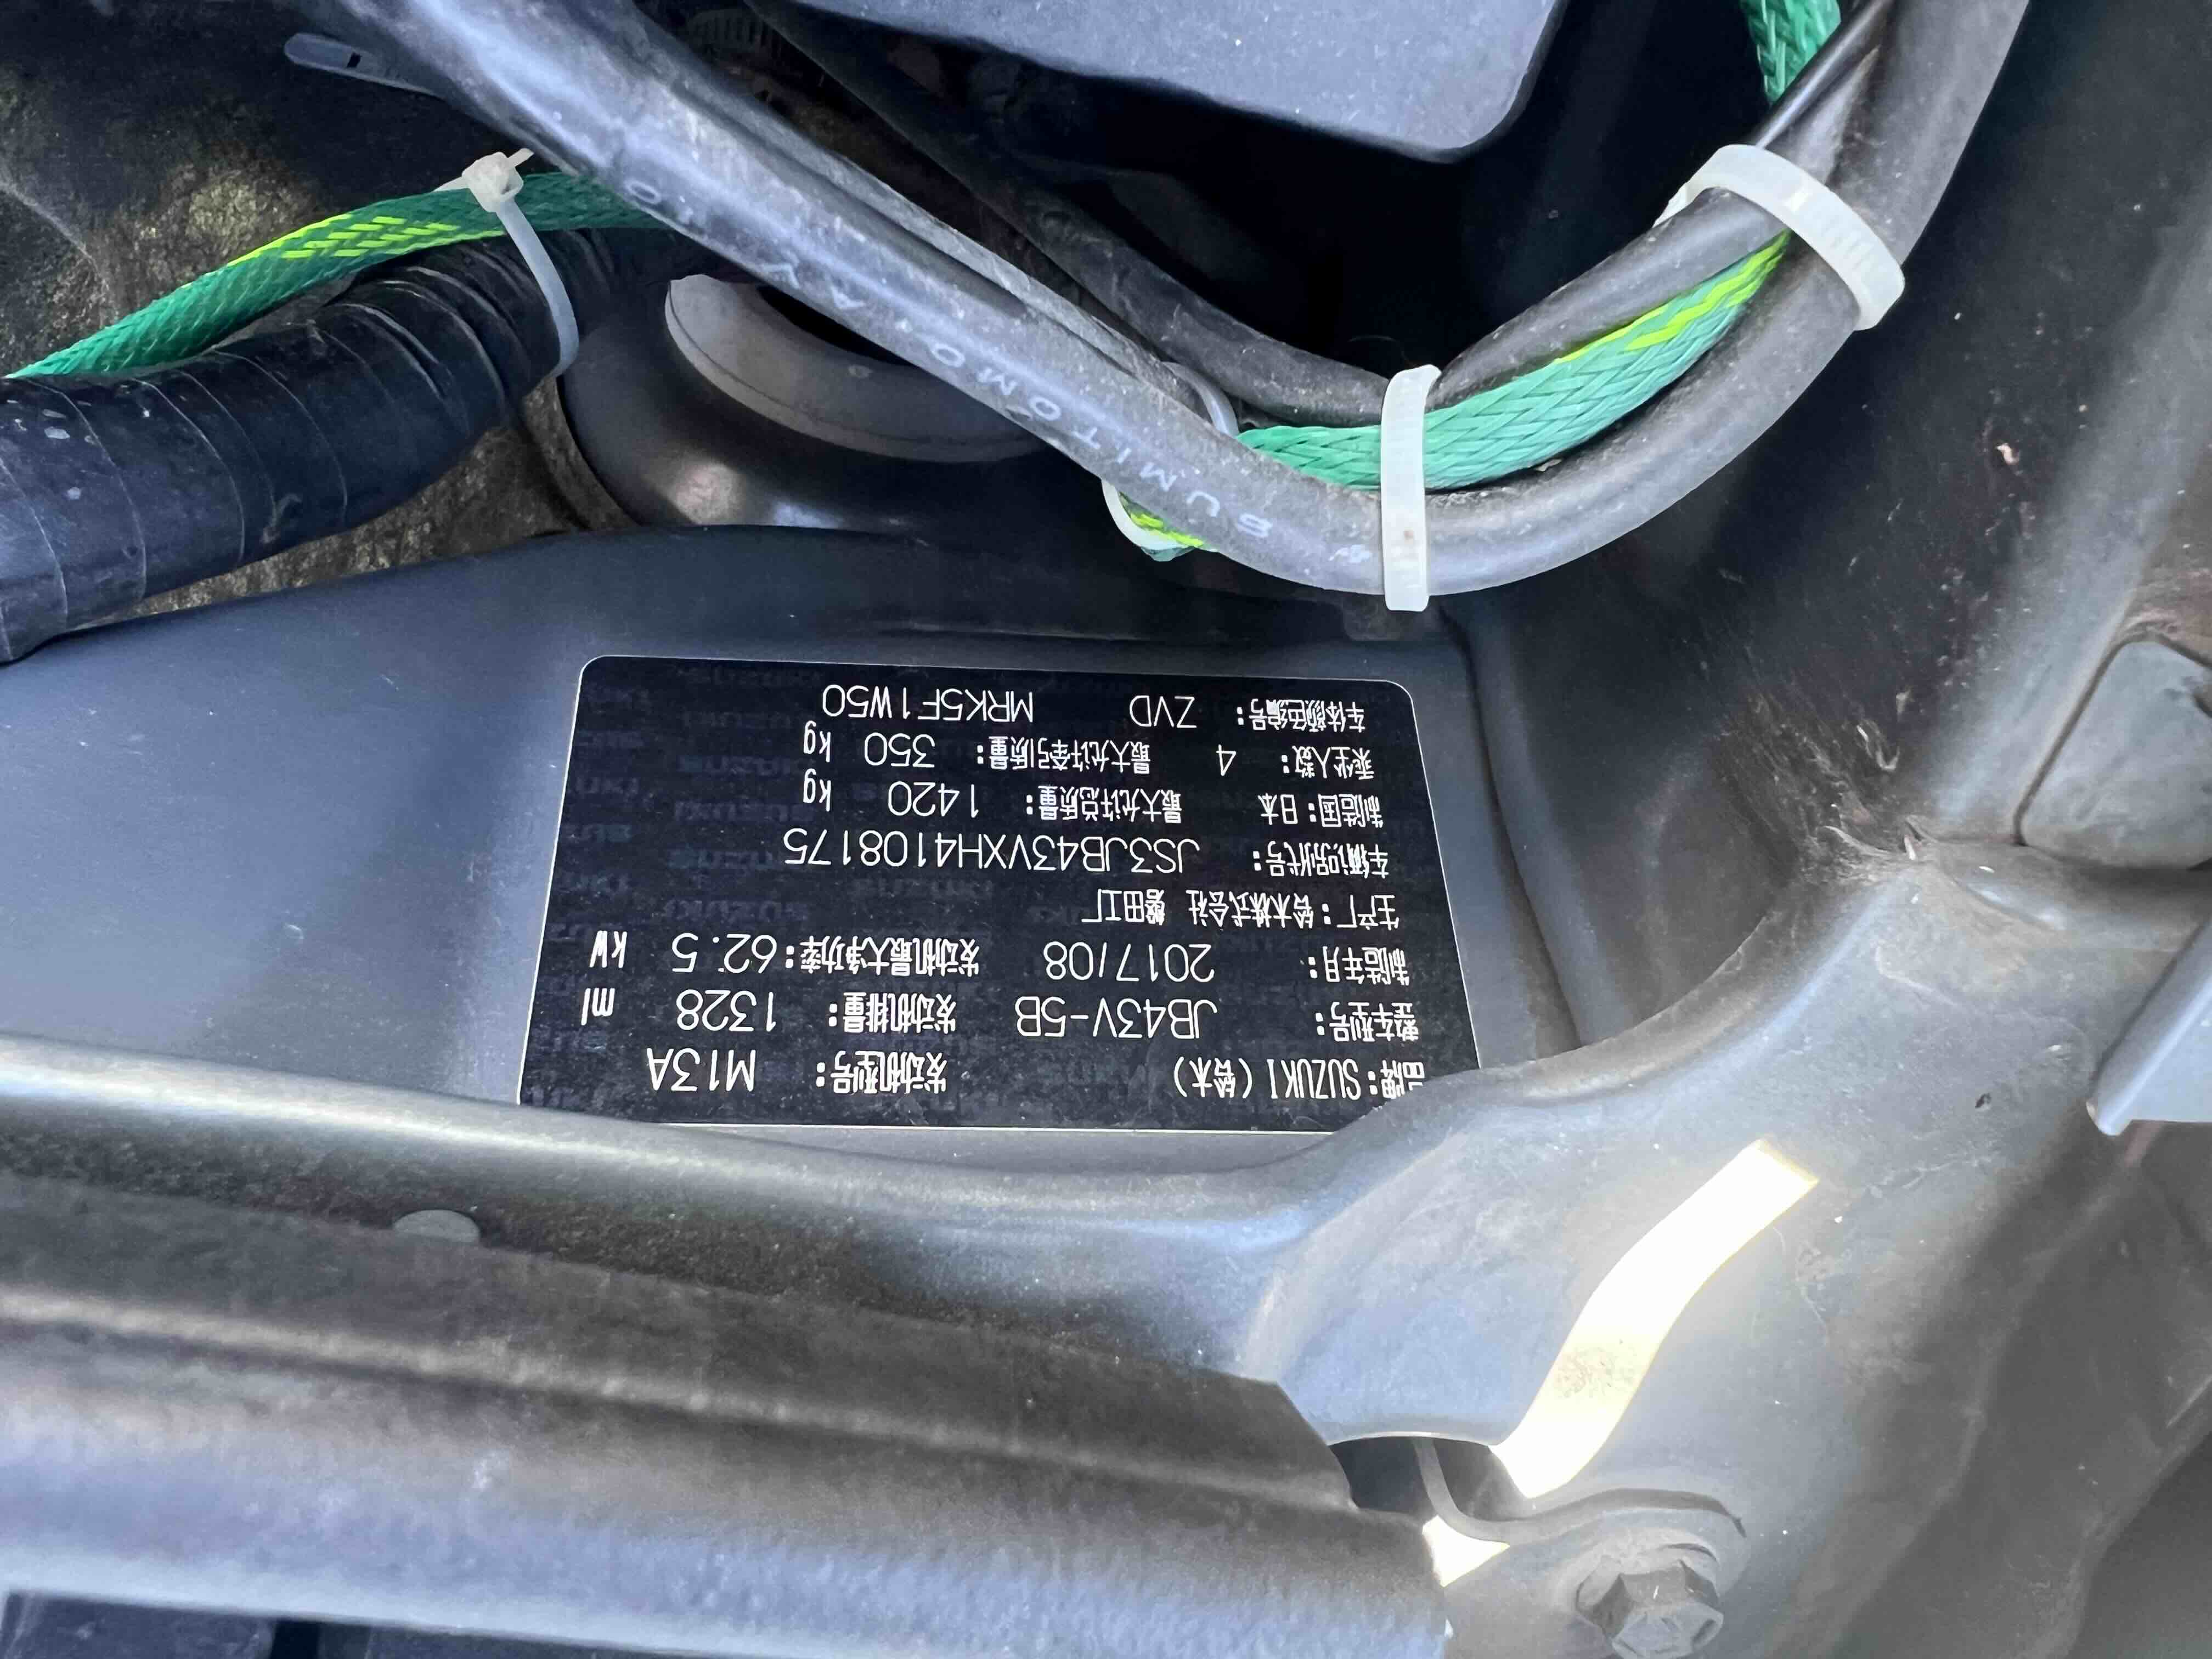 品牌：SUZUKI（铃木） 发动机型号： M13A
整车型号： JB43V-5B 发动机排量： 1328 ml
制造年月： 2017/08 发动机最大净功率：62.5 kW
生产厂：铃木株式会社 磐田工厂
车辆识别代号： JS3JB43VXH4108175
制造国：日本 最大允许总质量： 1420 kg
乘坐人数： 4 最大允许牵引质量： 350 kg
车体颜色编号： ZVD MRK5F1W50
SUMITOMO